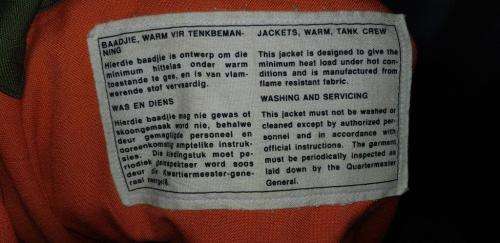 BAADJIE, WARM VIR TENKBEMAN-
NING
Hierdie baadjie is ontwerp om die
minimum hittelas onder warm
toestande te gee, en is van vlam-
werende stof vervaardig.
WAS EN DIENS
Hierdie baadjie mag nie gewas of
skoongemaak word nie, behalwe
deur gemagtigde personeel en
ooreenkomstig amptelike instruk-
sies. Die kledingstuk moet pe-
riodiek geïnspekteer word soos
deur die Kwartiermeester-gene-
raal
JACKETS, WARM, TANK CREW
This jacket is designed to give the
minimum heat load under hot con-
ditions and is manufactured from
flame resistant fabric.
WASHING AND SERVICING
This jacket must not be washed or
cleaned except by authorized per-
sonnel and in accordance with
official instructions. The garment
must be periodically inspected as
laid down by the Quartermaster
General.